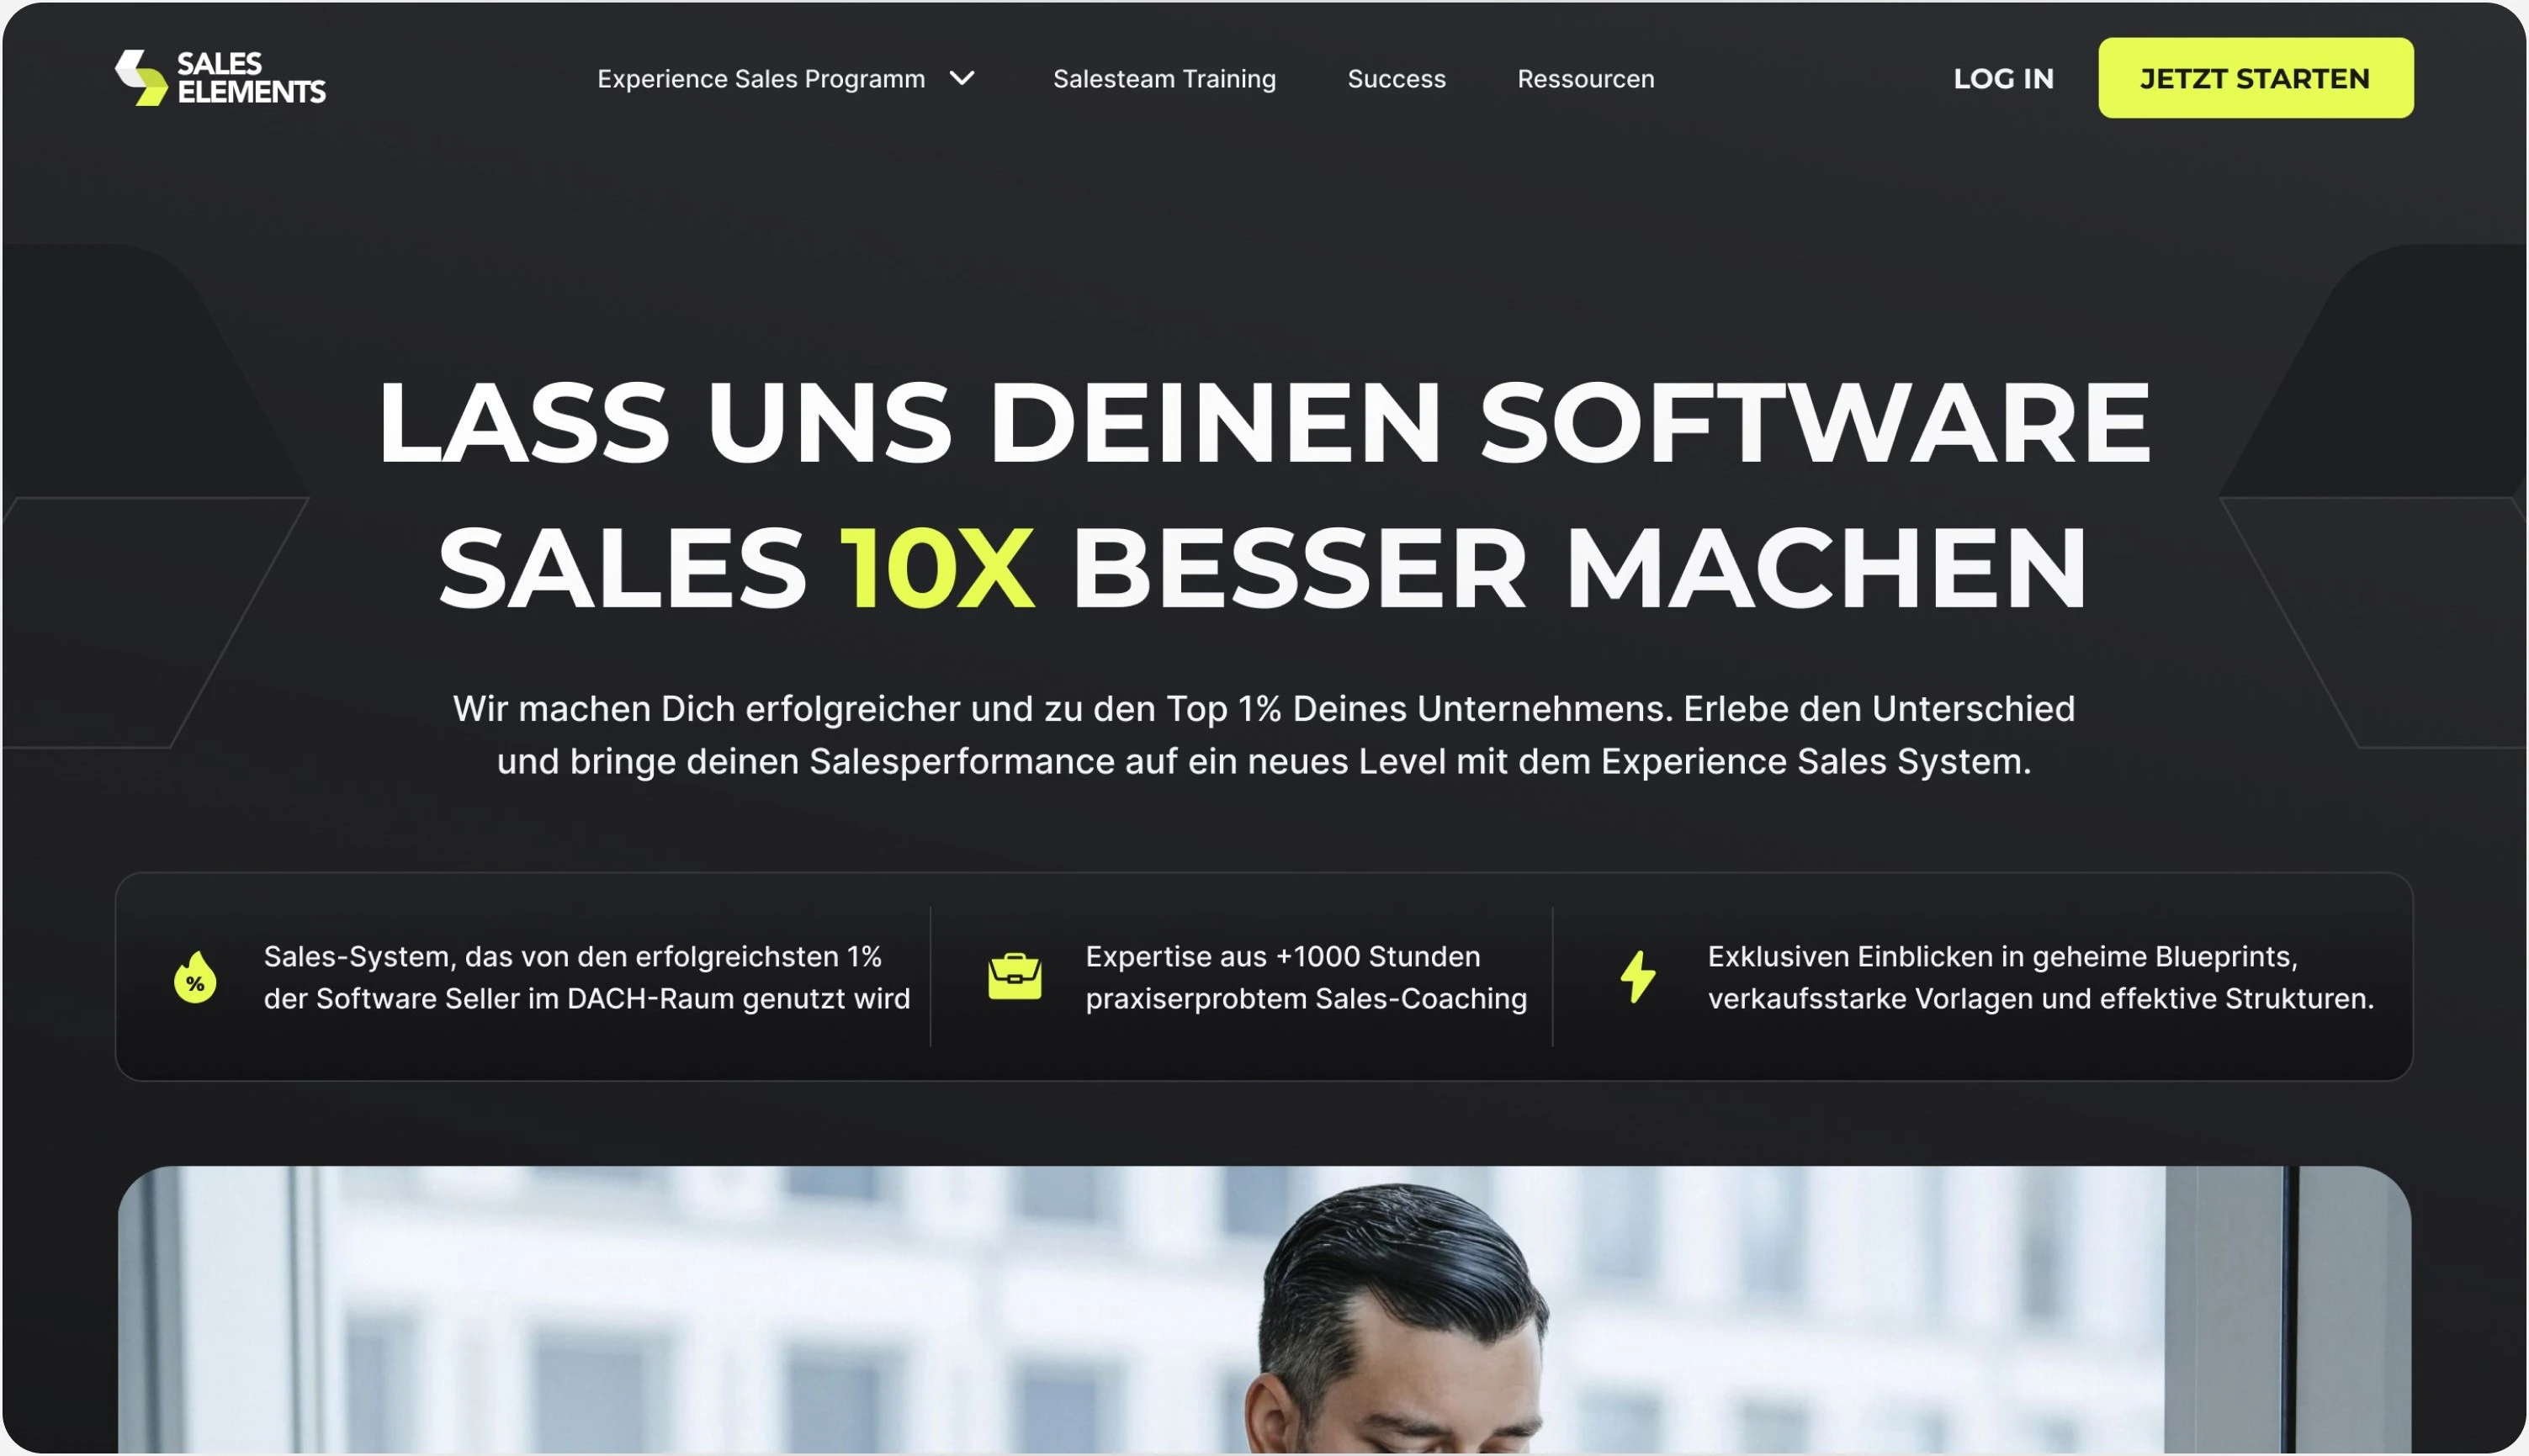 SALES
ELEMENTS
Experience Sales Programm
Salesteam Training
Success
Ressourcen
LOG IN
JETZT STARTEN
LASS UNS DEINEN SOFTWARE
SALES 10X BESSER MACHEN
Wir machen Dich erfolgreicher und zu den Top 1% Deines Unternehmens. Erlebe den Unterschied
und bringe deinen Salesperformance auf ein neues Level mit dem Experience Sales System.
%
Sales-System, das von den erfolgreichsten 1%
der Software Seller im DACH-Raum genutzt wird
Expertise aus +1000 Stunden
praxiserprobtem Sales-Coaching
Exklusiven Einblicken in geheime Blueprints,
verkaufsstarke Vorlagen und effektive Strukturen.